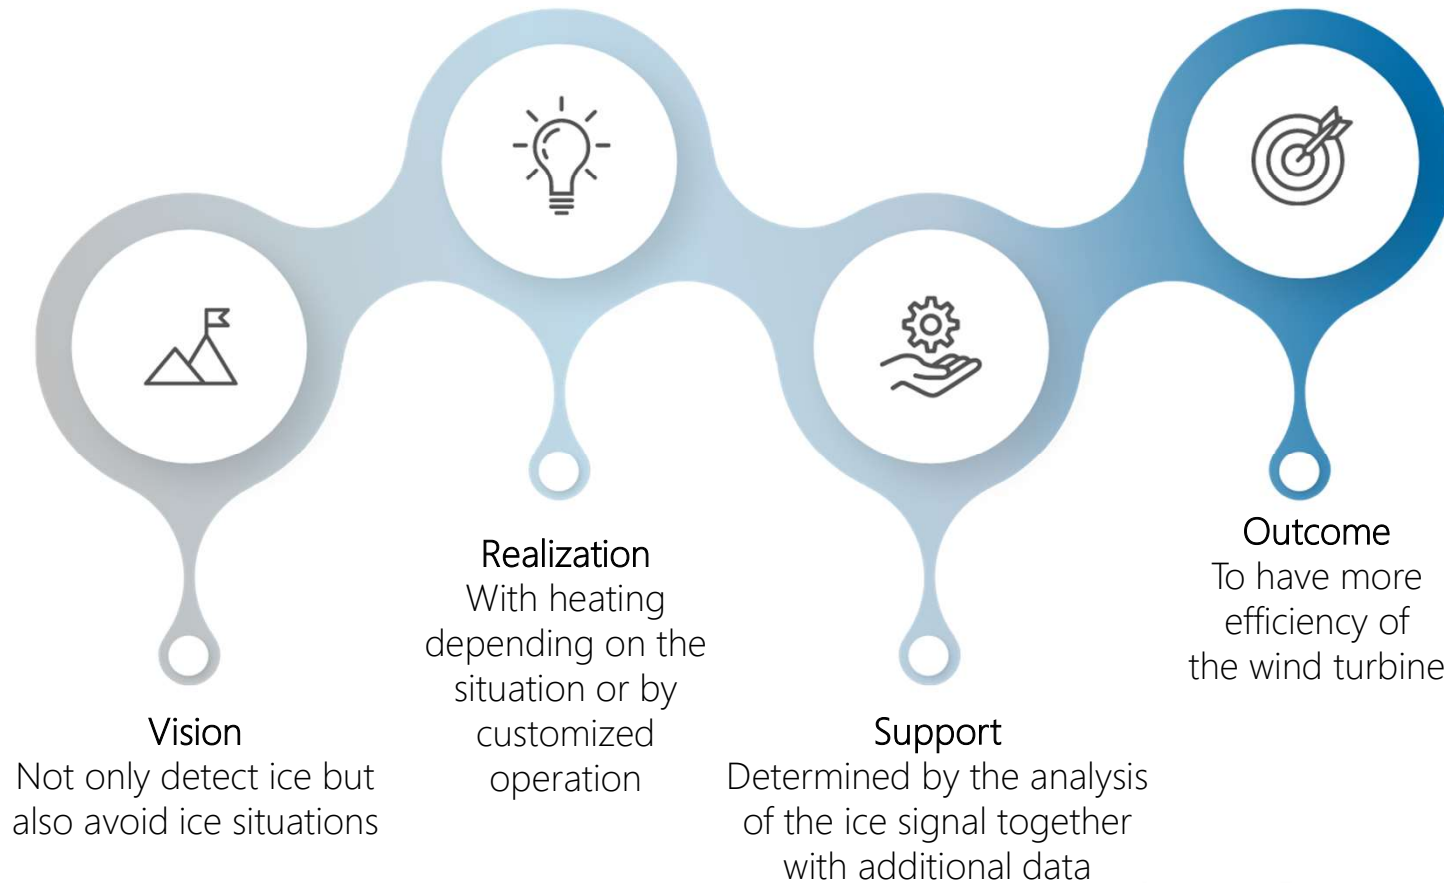 Vision
Not only detect ice but
also avoid ice situations
Realization
With heating
depending on the
situation or by
customized
operation
Support
Determined by the analysis
of the ice signal together
with additional data
Outcome
To have more
efficiency of
the wind turbine